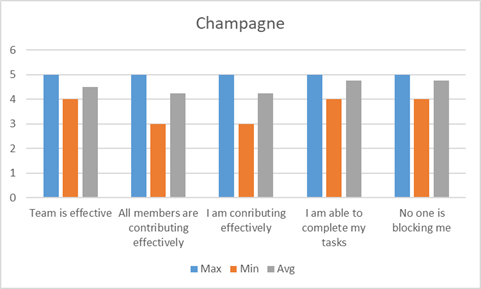 Champagne
6
5
4
3
2
1
0
Team is effective
All members are
contributing
effectively
I am conributing
effectively
I am able to
complete my
tasks
No one is
blocking me
Max Min Avg